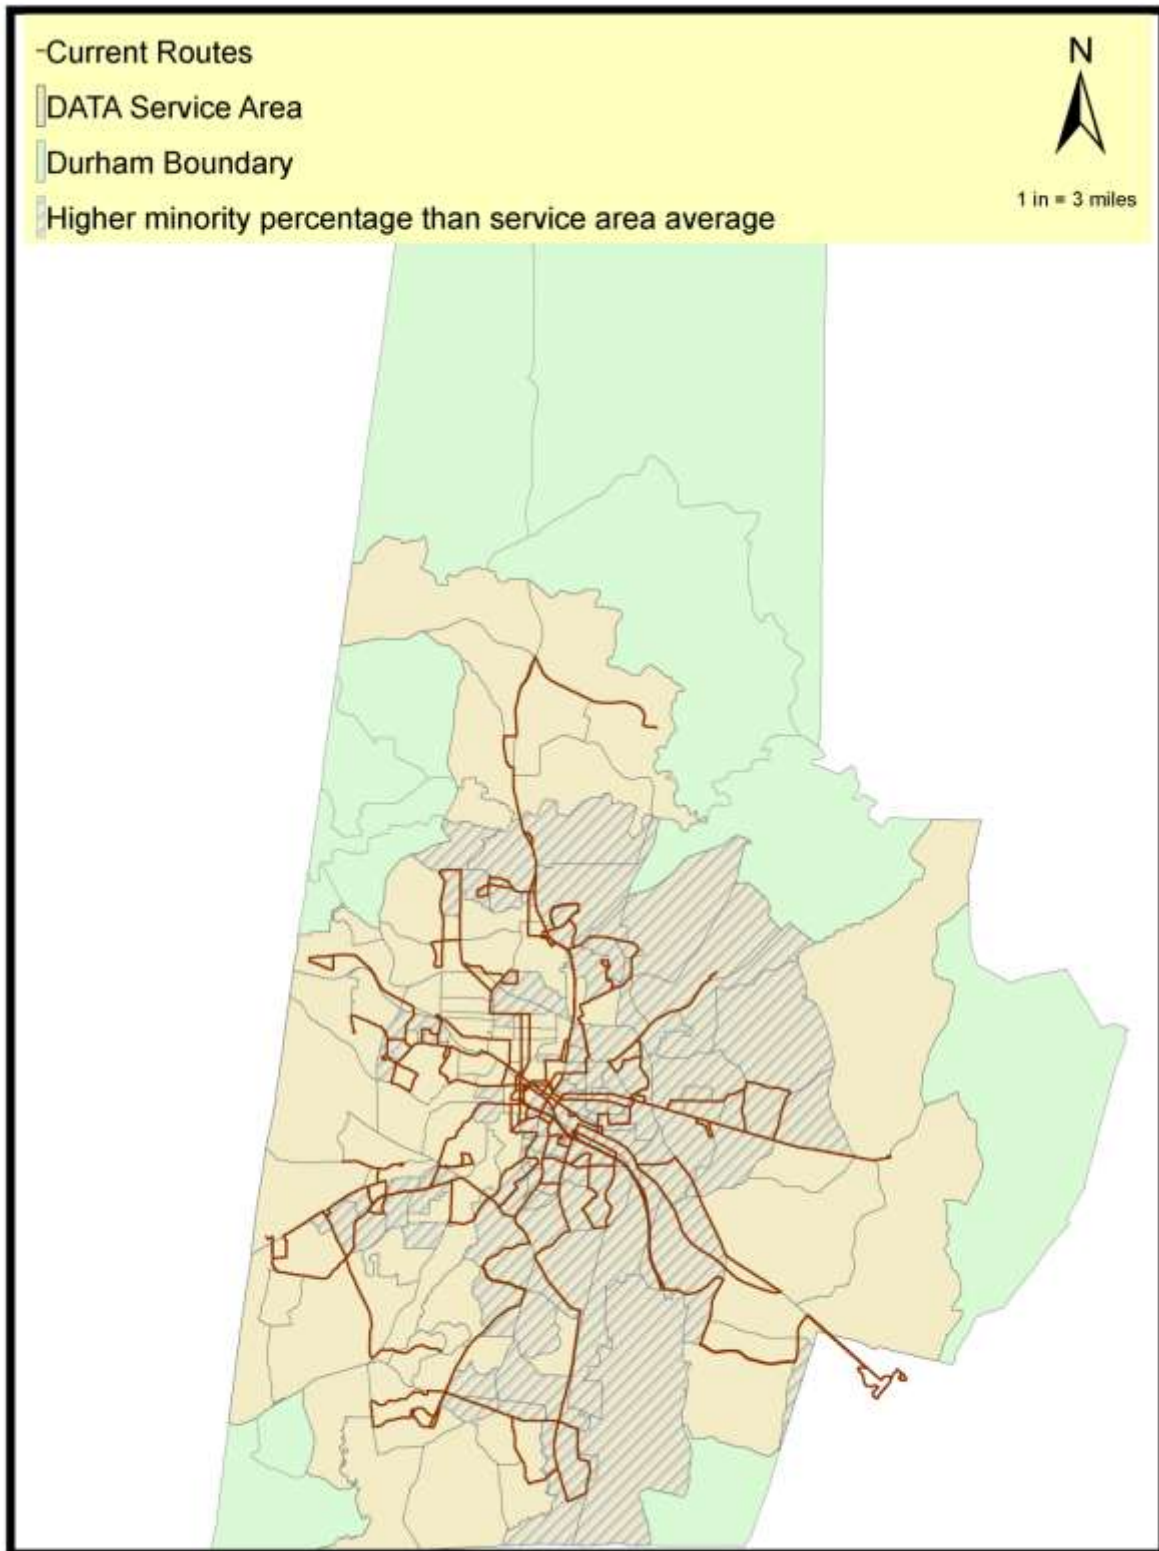 Current Routes
DATA Service Area
Durham Boundary
Higher minority percentage than service area average
N
1 in = 3 miles